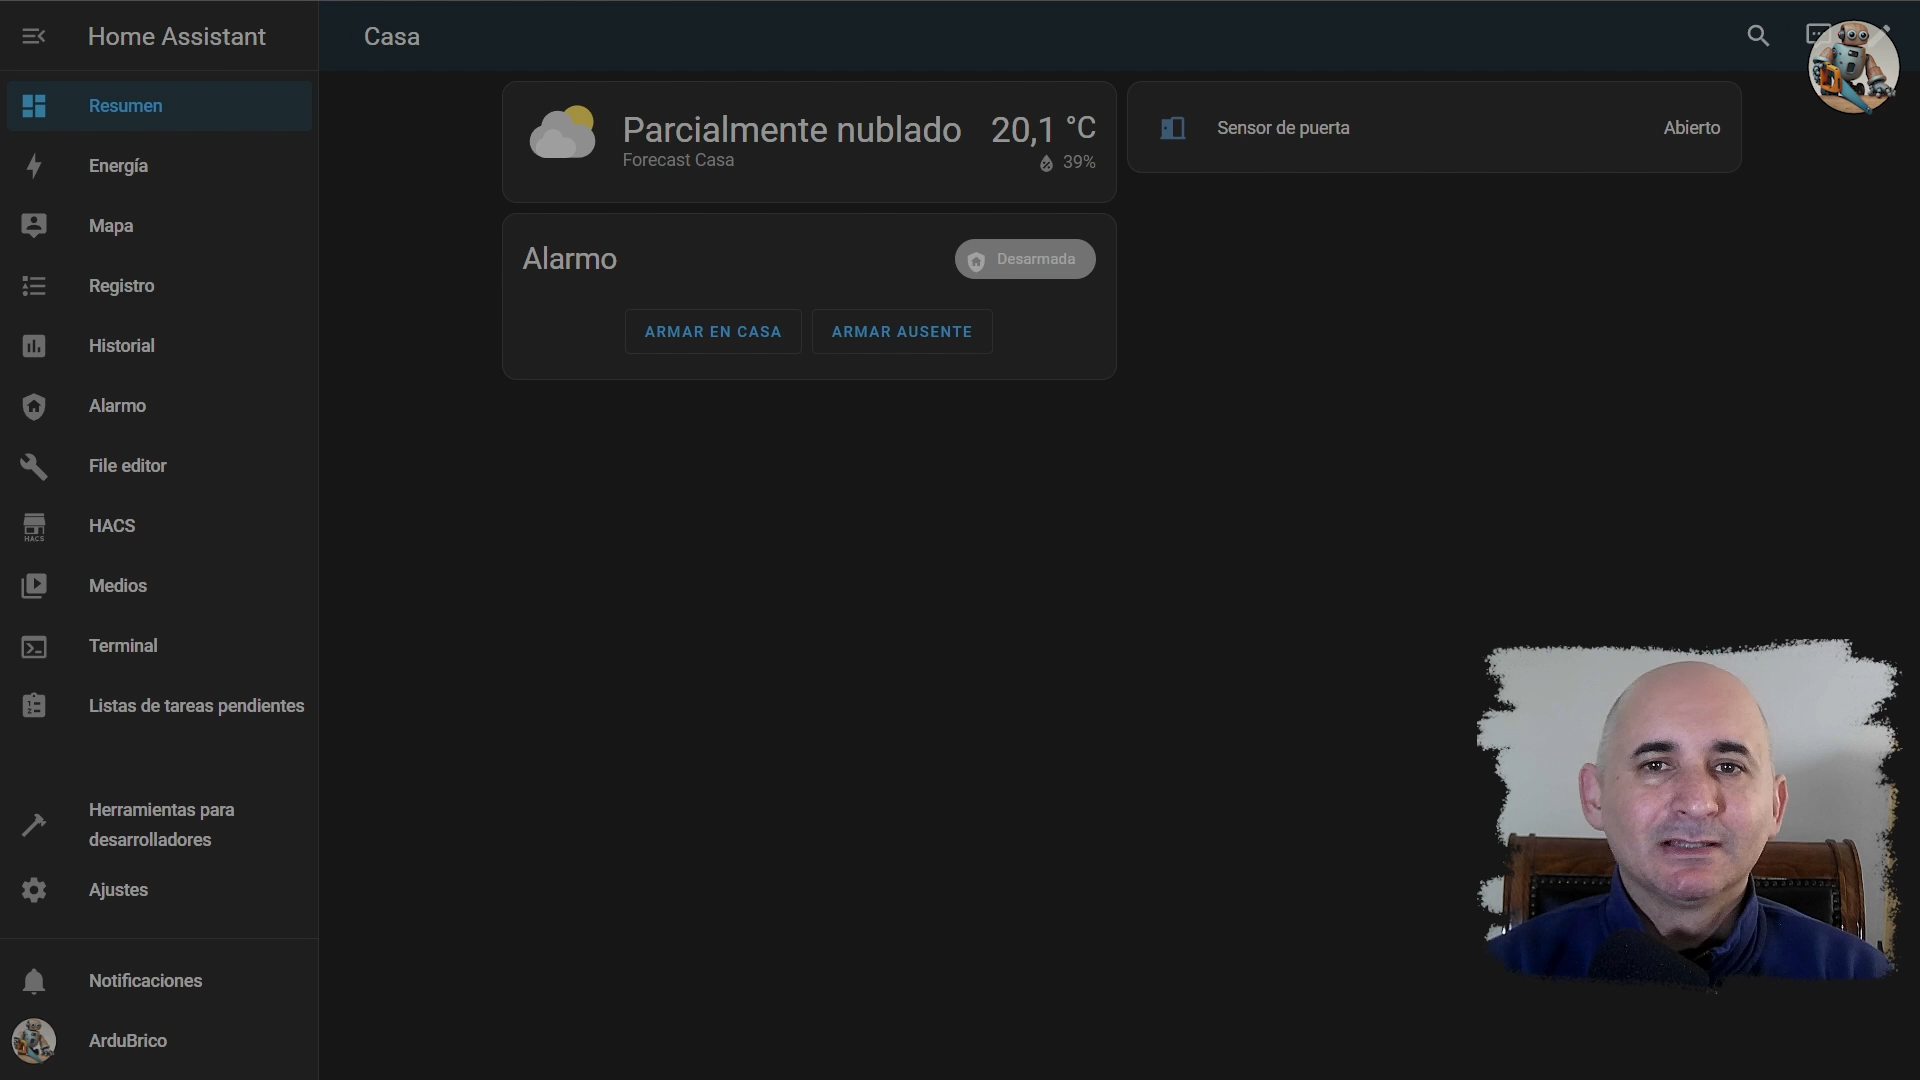 Home Assistant
Casa
Resumen
Energía
Mapa
Registro
Historial
Alarmo
File editor
HACS
HACS
Medios
Terminal
Listas de tareas pendientes
Herramientas para
desarrolladores
Ajustes
Notificaciones
ArduBrico
Parcialmente nublado
20,1 °C
Forecast Casa
39%
Sensor de puerta
Abierto
Alarmo
Desarmada
ARMAR EN CASA
ARMAR AUSENTE